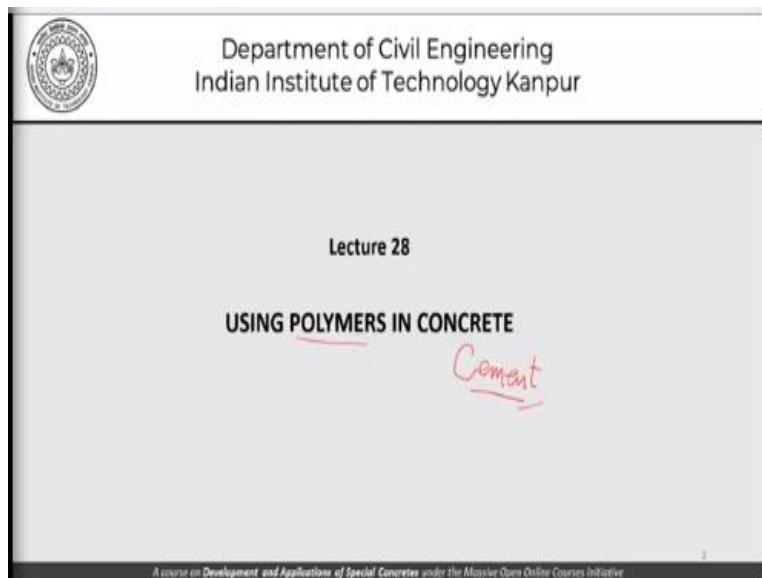 Department of Civil Engineering
Indian Institute of Technology Kanpur
Lecture 28
USING POLYMERS IN CONCRETE
Cement
2
A course on Development and Applications of Special Concretes under the Massive Open Online Courses Initiative